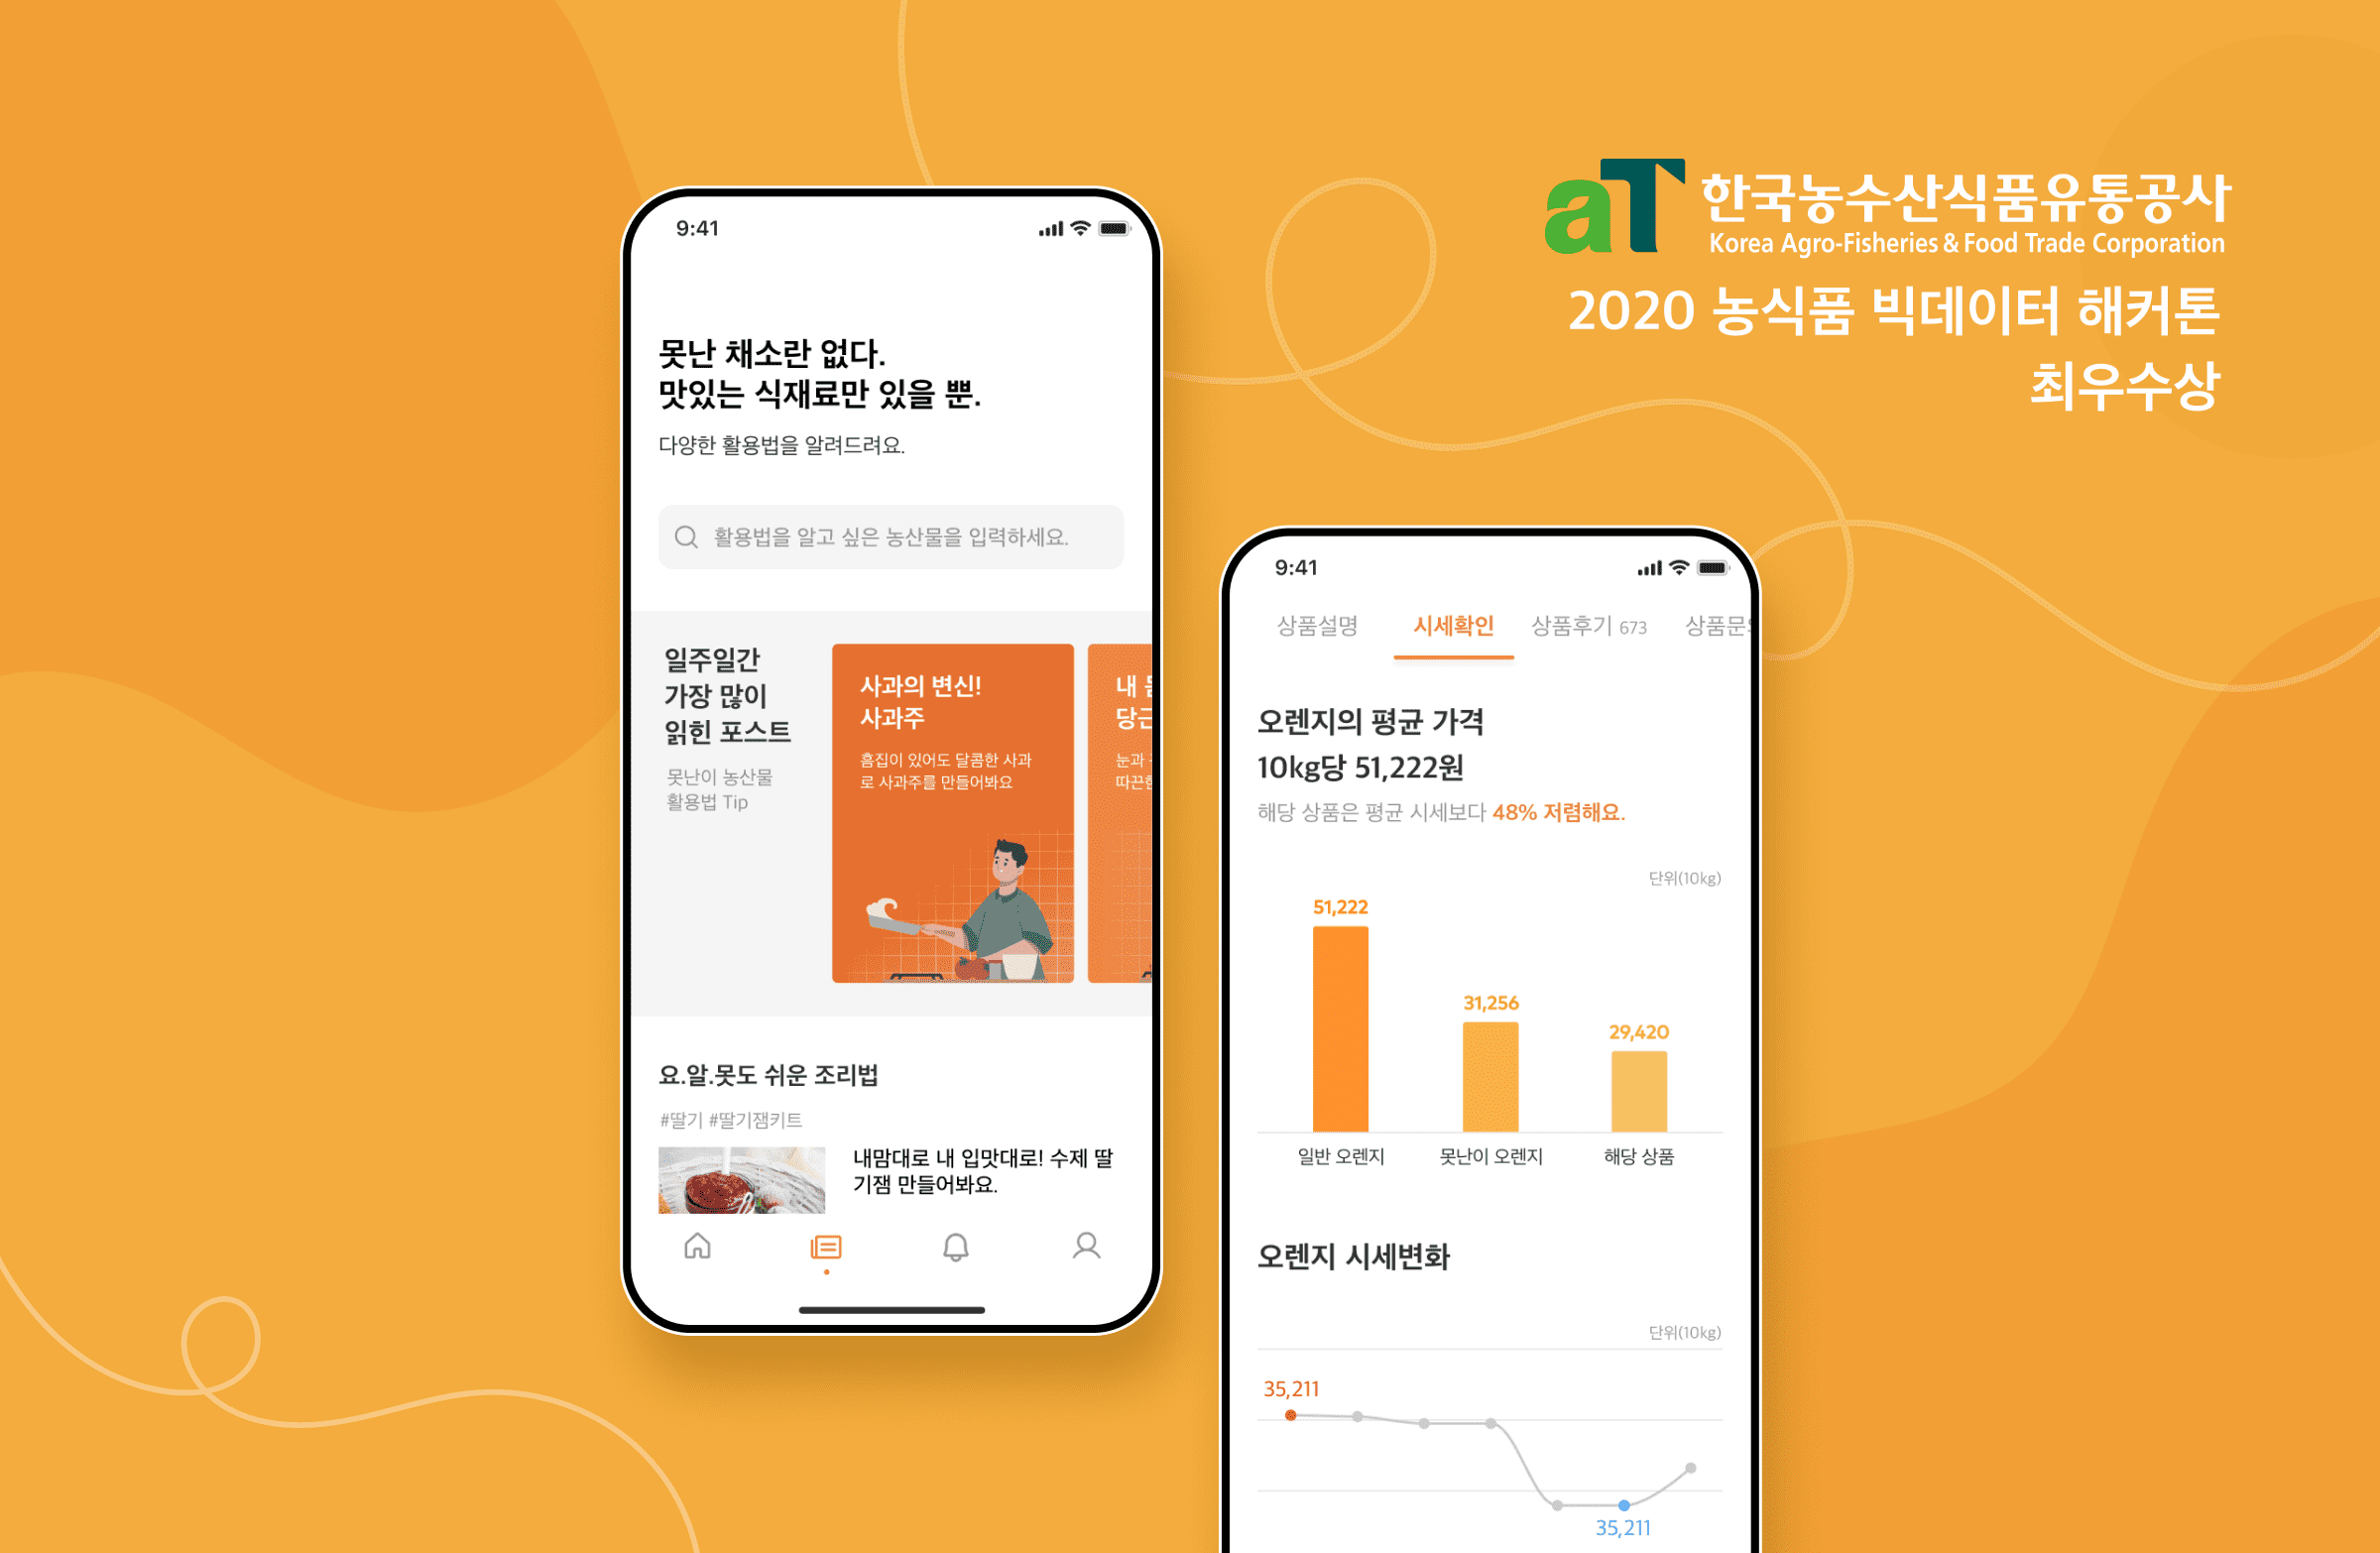 aT 한국농수산식품유통공사
Korea Agro-Fisheries & Food Trade Corporation
2020 농식품 빅데이터 해커톤
최우수상
9:41
못난 채소란 없다.
맛있는 식재료만 있을 뿐.
다양한 활용법을 알려드려요.
활용법을 알고 싶은 농산물을 입력하세요.
일주일간
가장 많이
읽힌 포스트
못난이 농산물
활용법 Tip
사과의 변신!
사과주
흠집이 있어도 달콤한 사과
로 사과주를 만들어봐요
내
당근
눈과
따끈한
요.알.못도 쉬운 조리법
#딸기 #딸기잼키트
내맘대로 내 입맛대로! 수제 딸
기잼 만들어봐요.
9:41
상품설명 시세확인 상품후기 673 상품문의
오렌지의 평균 가격
10kg당 51,222원
해당 상품은 평균 시세보다 48% 저렴해요.
단위(10kg)
51,222
31,256
29,420
일반 오렌지 못난이 오렌지 해당 상품
오렌지 시세변화
단위(10kg)
35,211
35,211